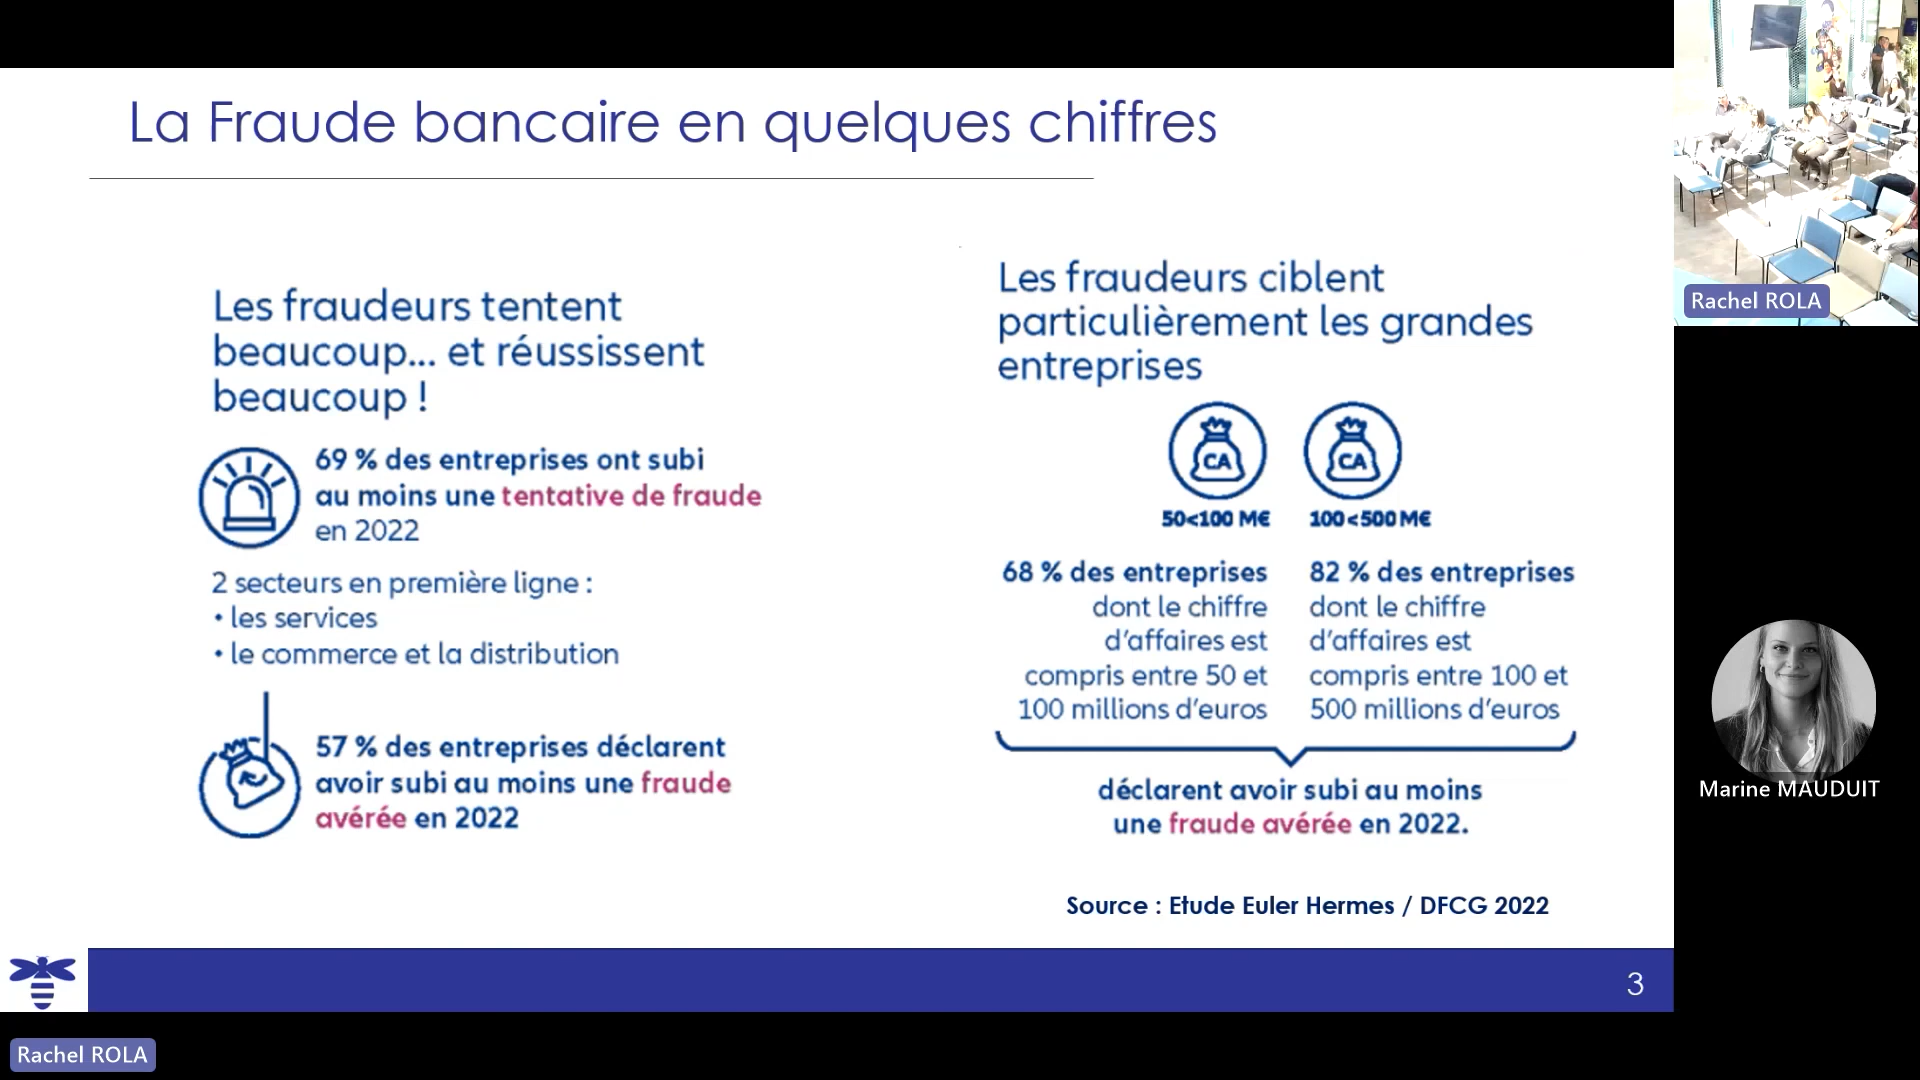 La Fraude bancaire en quelques chiffres
Les fraudeurs tentent
beaucoup... et réussissent
beaucoup !
69 % des entreprises ont subi
au moins une tentative de fraude
en 2022
2 secteurs en première ligne :
• les services
• le commerce et la distribution
57 % des entreprises déclarent
avoir subi au moins une fraude
avérée en 2022
Les fraudeurs ciblent
particulièrement les grandes
entreprises
CA
CA
50<100 M€
100<500 M€
68 % des entreprises
dont le chiffre
d'affaires est
compris entre 50 et
100 millions d'euros
82 % des entreprises
dont le chiffre
d'affaires est
compris entre 100 et
500 millions d'euros
déclarent avoir subi au moins
une fraude avérée en 2022.
Source : Etude Euler Hermes / DFCG 2022
3
Rachel ROLA
Marine MAUDUIT
Rachel ROLA